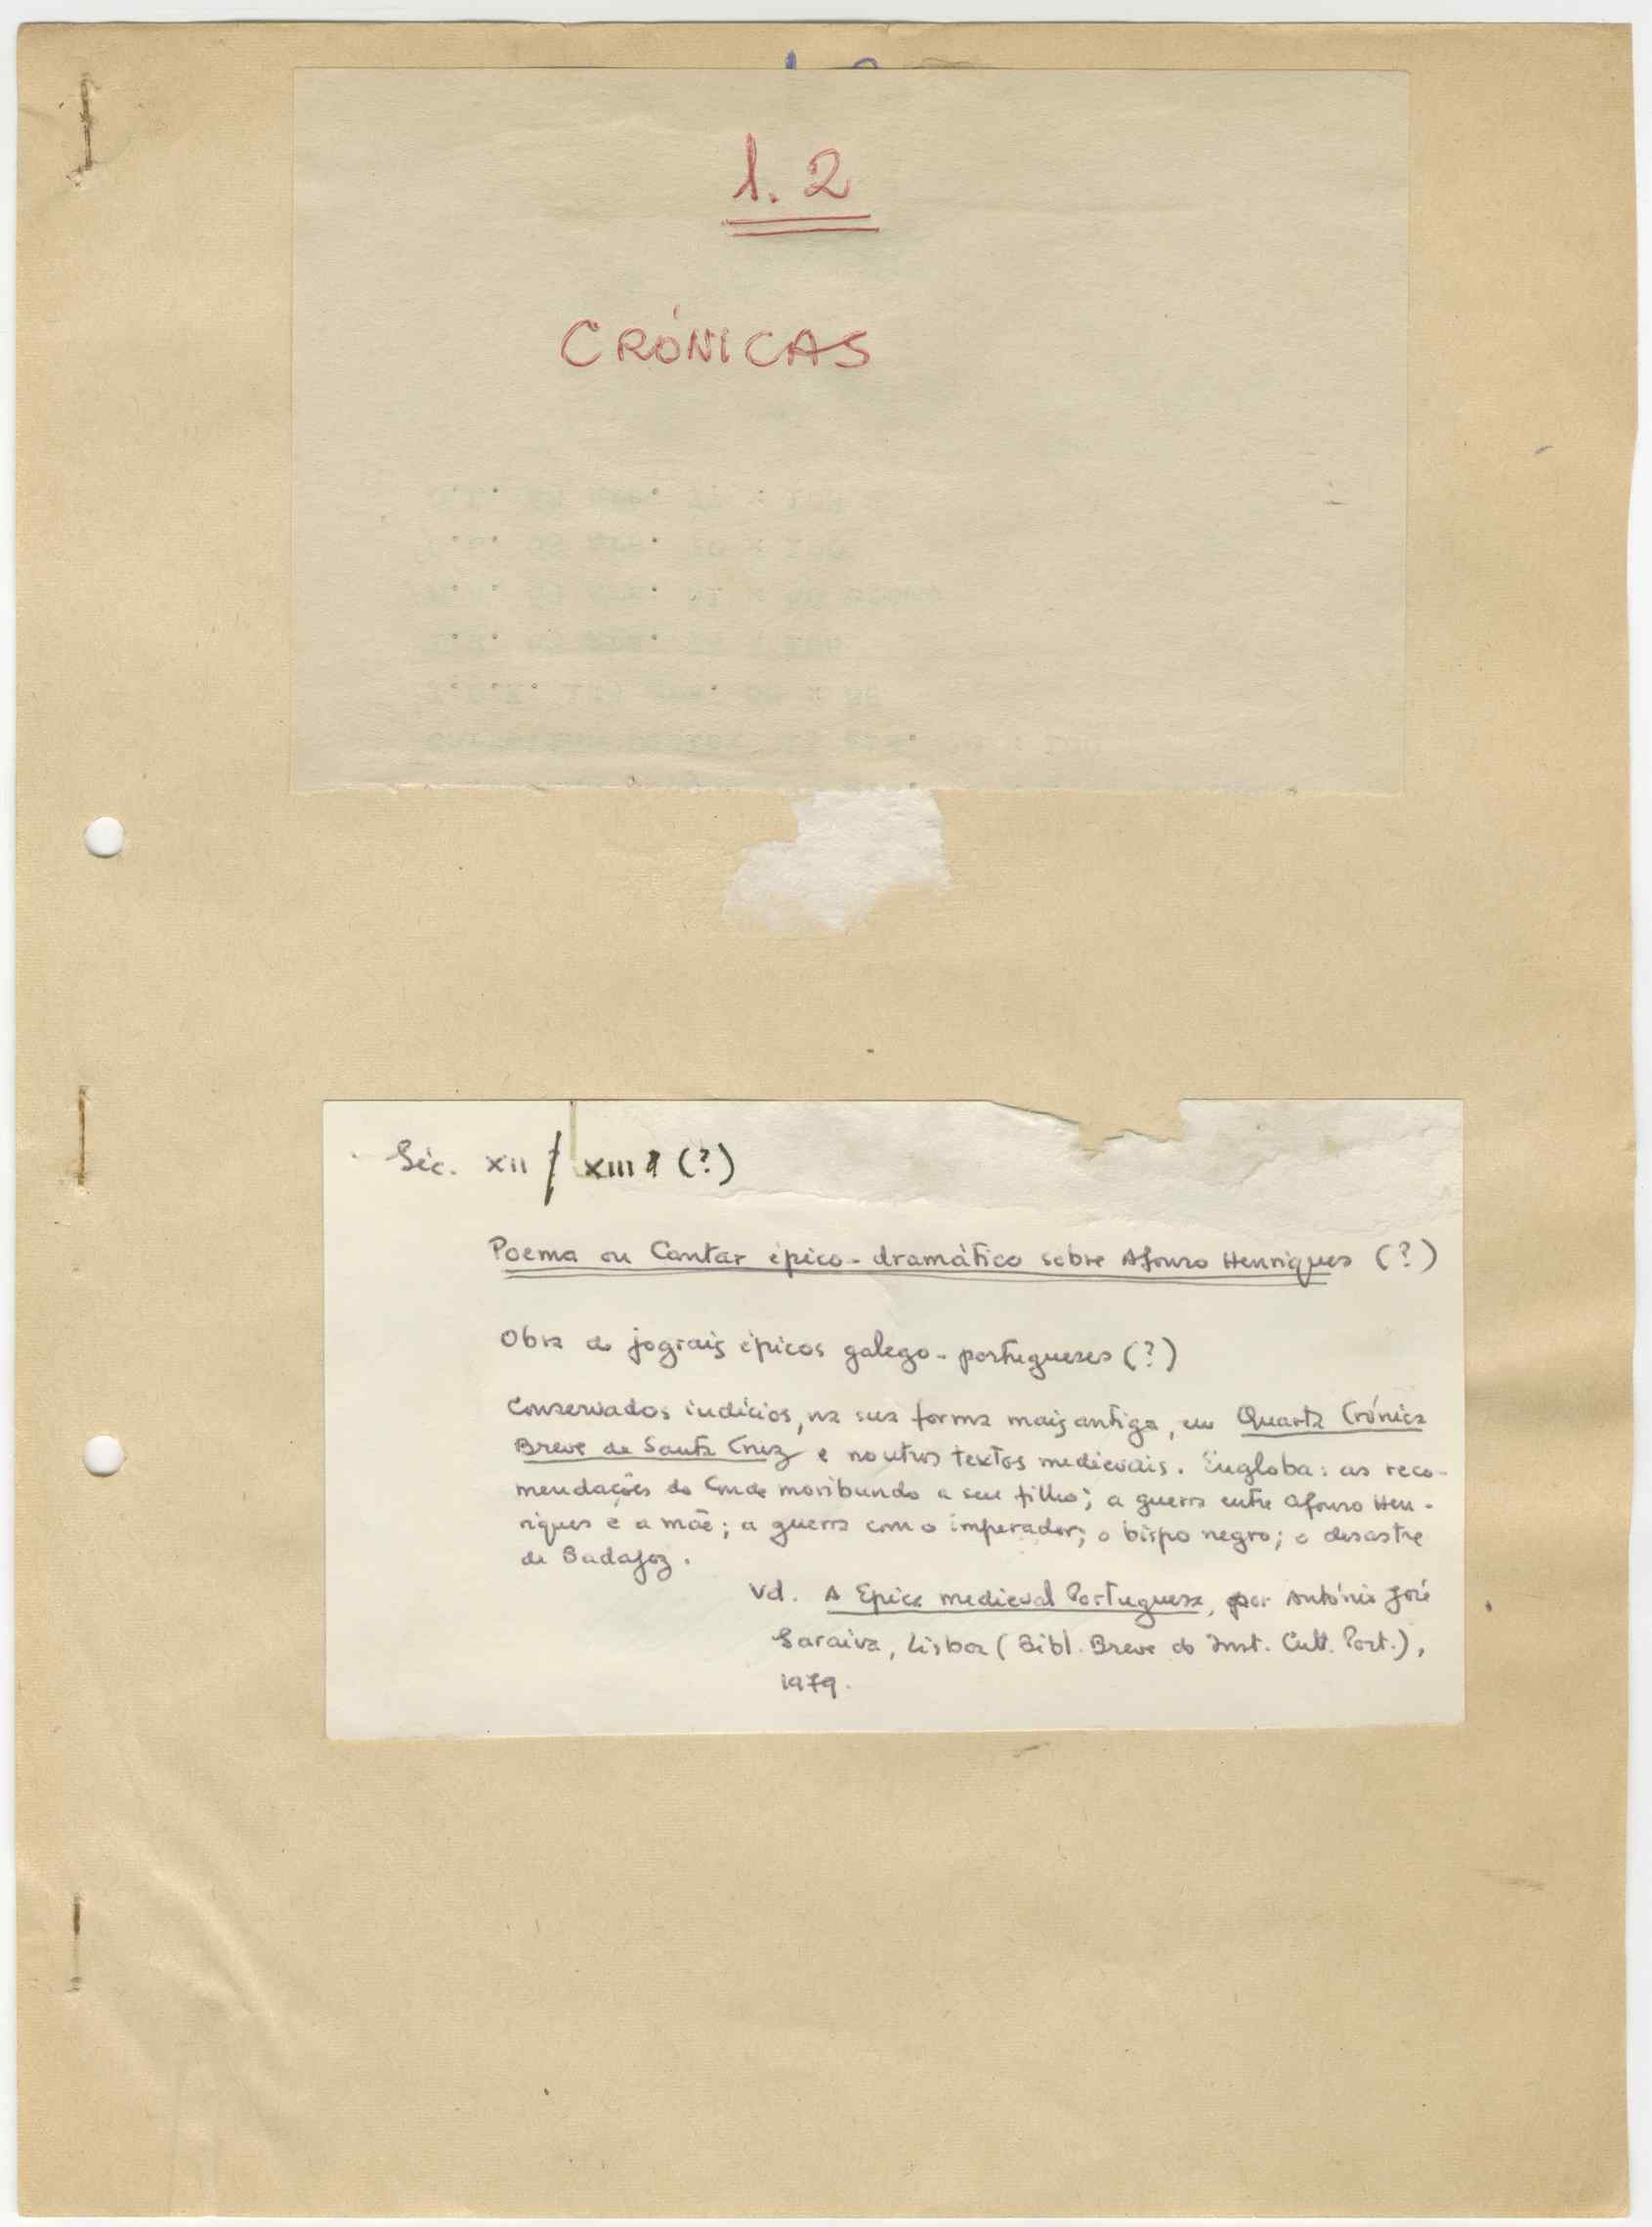 1.2
CRÓNICAS
Séc. XII / XIII (?)
Poema ou Cantar épico-dramático sobre Afonso Henriques (?)
Obra de jograis épicos galego-portugueses (?)
Conservados indícios, na sua forma mais antiga, em Quarta Crónica
Breve de Santa Cruz e noutros textos medievais. Engloba: as reco-
mendações do Conde moribundo a seu filho; a guerra entre Afonso Hen-
riques e a mãe; a guerra com o imperador; o bispo negro; o desastre
de Badajoz.
Vd. A Épica medieval Portuguesa, por António José
Saraiva, Lisboa (Bibl. Breve do Inst. Cult. Port.),
1979.